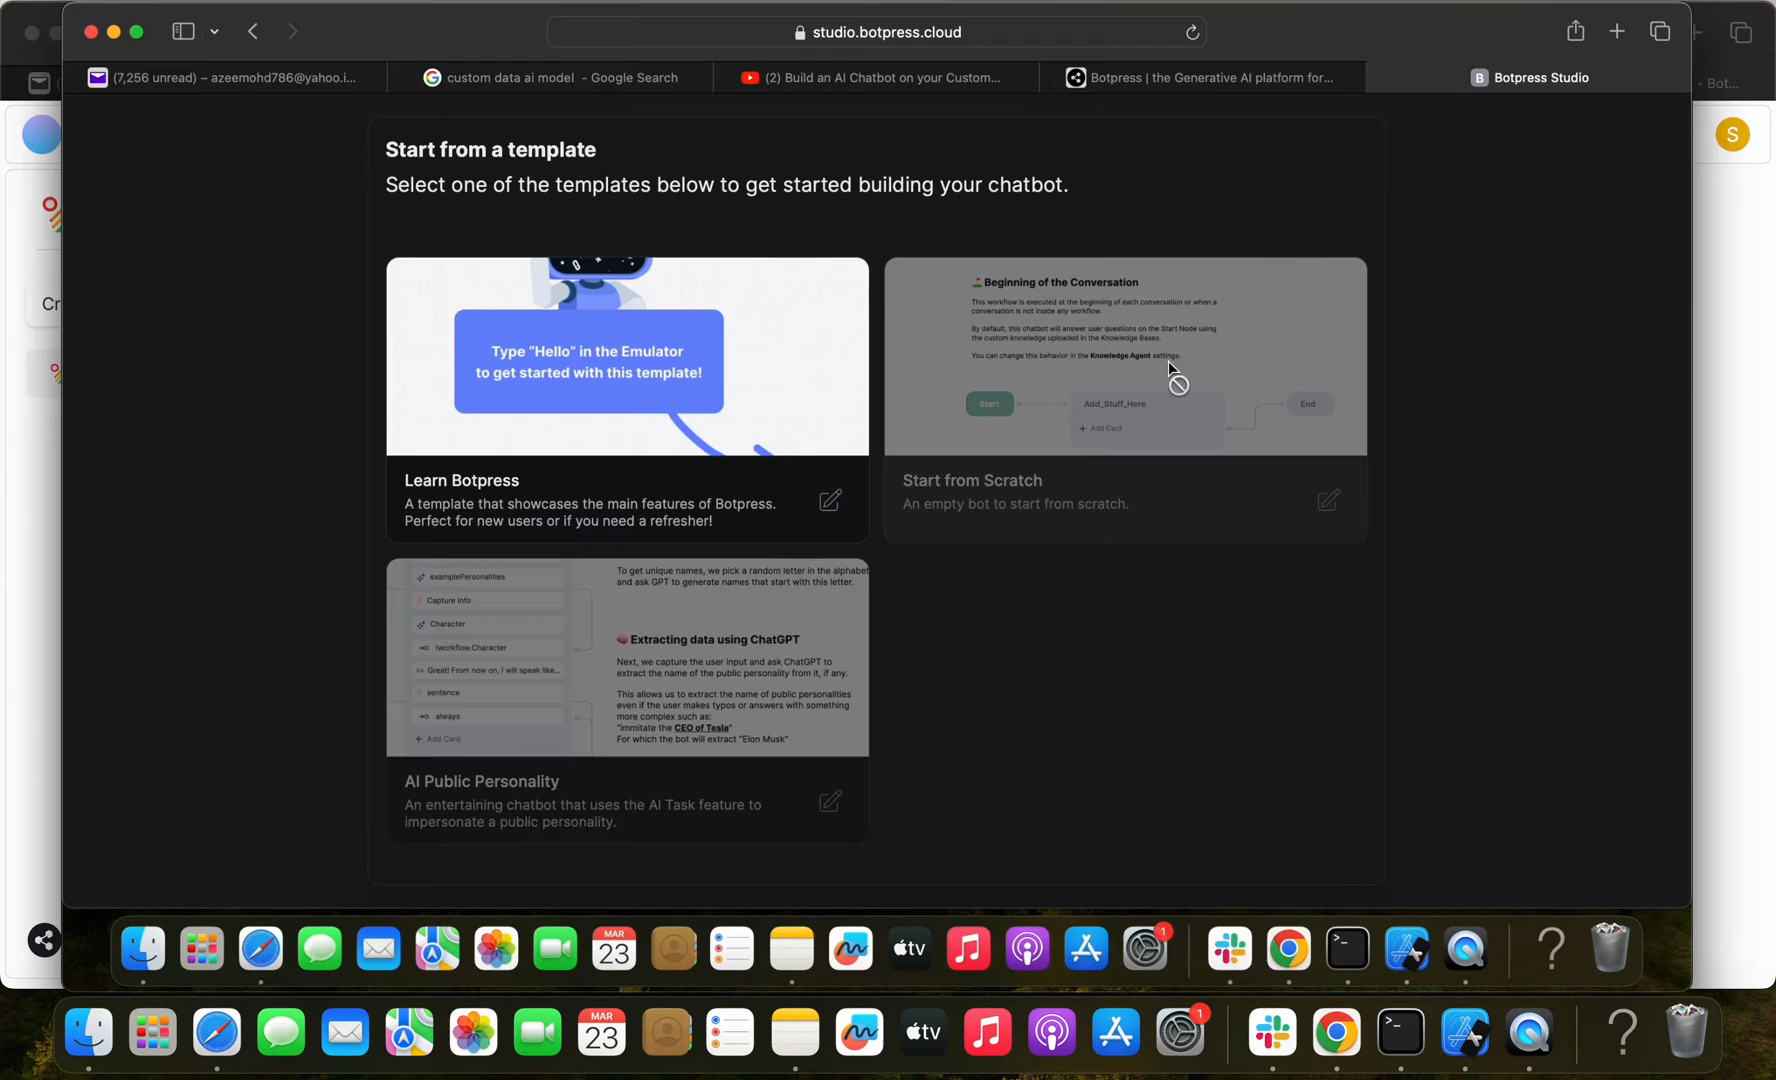 studio.botpress.cloud
(7,256 unread) – azeemohd786@yahoo.i...
custom data ai model - Google Search
(2) Build an AI Chatbot on your Custom...
Botpress | the Generative AI platform for...
B Botpress Studio
Bot...
S
Cr
Start from a template
Select one of the templates below to get started building your chatbot.
Type “Hello” in the Emulator
to get started with this template!
Learn Botpress
A template that showcases the main features of Botpress.
Perfect for new users or if you need a refresher!
Beginning of the Conversation
This workflow is executed at the beginning of each conversation or when a
conversation is not inside any workflow.
By default, this chatbot will answer user questions on the Start Node using
the custom knowledge uploaded in the Knowledge Bases.
You can change this behavior in the Knowledge Agent settings.
Start
Add_Stuff_Here
+ Add Card
End
Start from Scratch
An empty bot to start from scratch.
examplePersonalities
Capture Info
Character
!workflow.Character
Aa Great! From now on, I will speak like...
sentence
always
+ Add Card
To get unique names, we pick a random letter in the alphabet
and ask GPT to generate names that start with this letter.
Extracting data using ChatGPT
Next, we capture the user input and ask ChatGPT to
extract the name of the public personality from it, if any.
This allows us to extract the name of public personalities
even if the user makes typos or answers with something
more complex such as:
"immitate the CEO of Tesla"
For which the bot will extract "Elon Musk"
AI Public Personality
An entertaining chatbot that uses the AI Task feature to
impersonate a public personality.
MAR
23
tv
1
>_
?
MAR
23
tv
1
>_
?